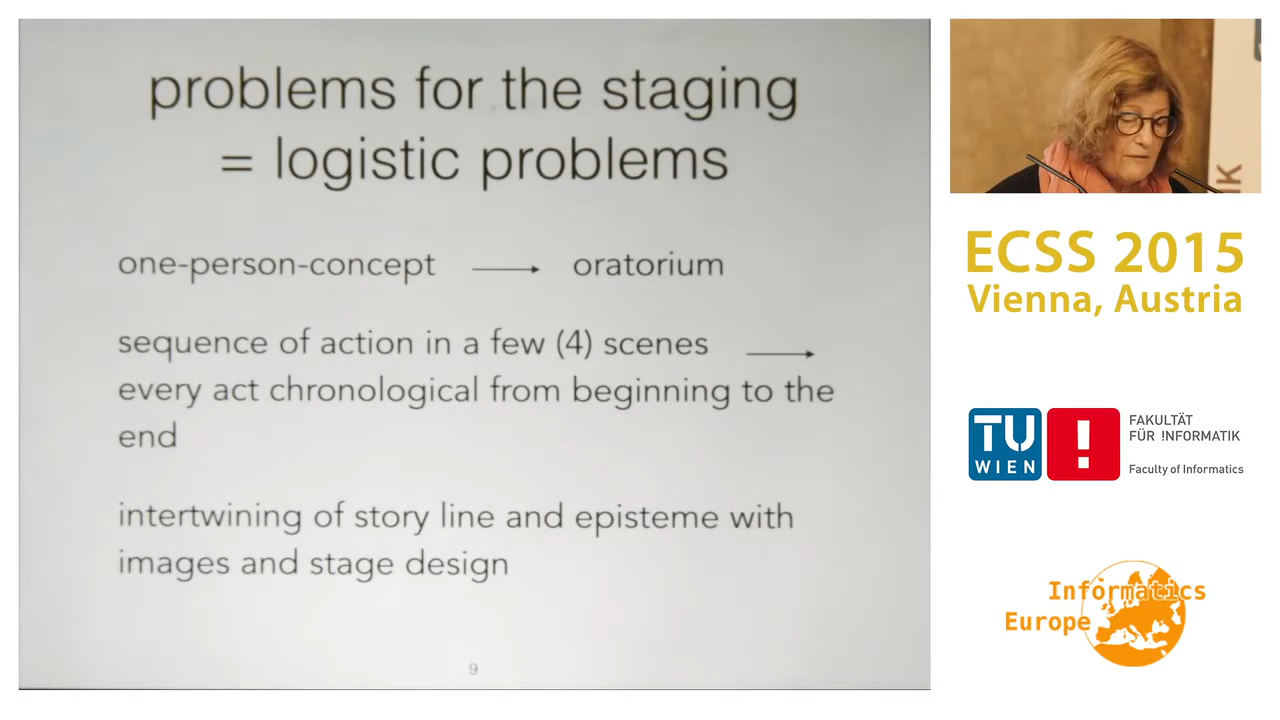 problems for the staging
= logistic problems
one-person-concept → oratorium
sequence of action in a few (4) scenes →
every act chronological from beginning to the
end
intertwining of story line and episteme with
images and stage design
9
IK
ECSS 2015
Vienna, Austria
TU
WIEN
!
FAKULTÄT
FÜR !NFORMATIK
Faculty of Informatics
Informatics
Europe